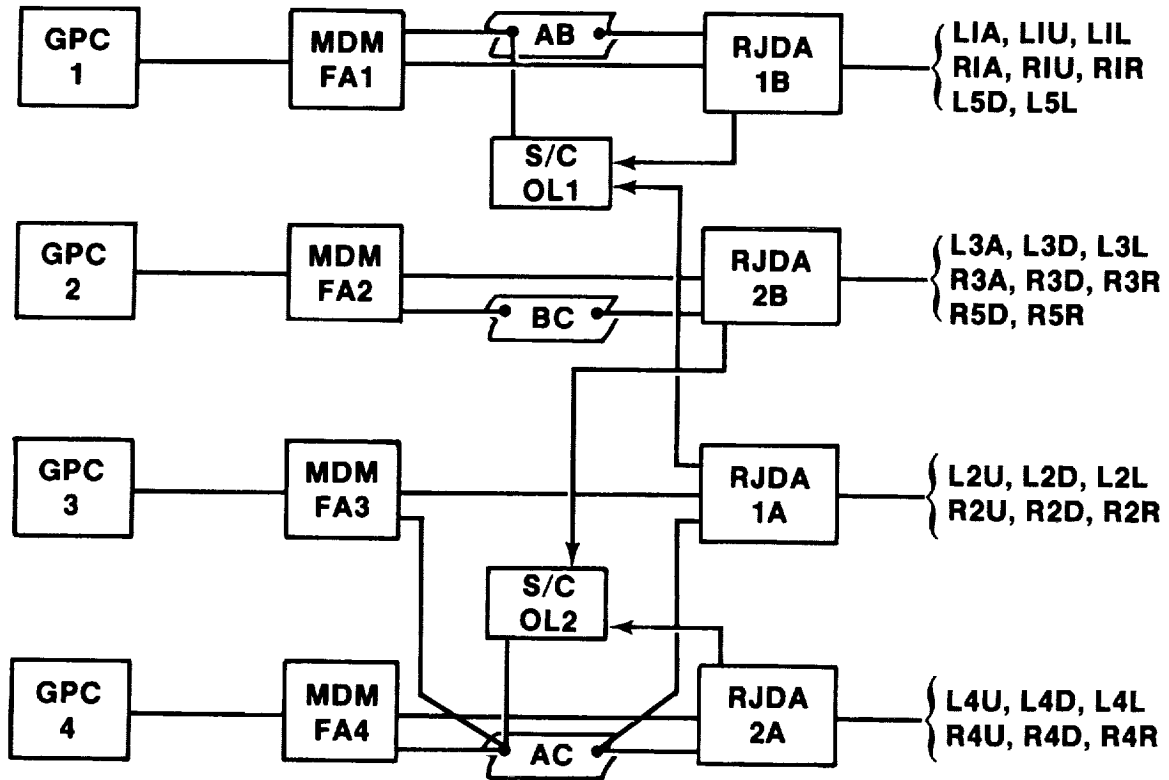 GPC
1
MDM
FA1
AB
RJDA
1B
LIA, LIU, LIL
RIA, RIU, RIR
L5D, L5L
S/C
OL1
GPC
2
MDM
FA2
BC
RJDA
2B
L3A, L3D, L3L
R3A, R3D, R3R
R5D, R5R
GPC
3
MDM
FA3
RJDA
1A
L2U, L2D, L2L
R2U, R2D, R2R
S/C
OL2
GPC
4
MDM
FA4
AC
RJDA
2A
L4U, L4D, L4L
R4U, R4D, R4R